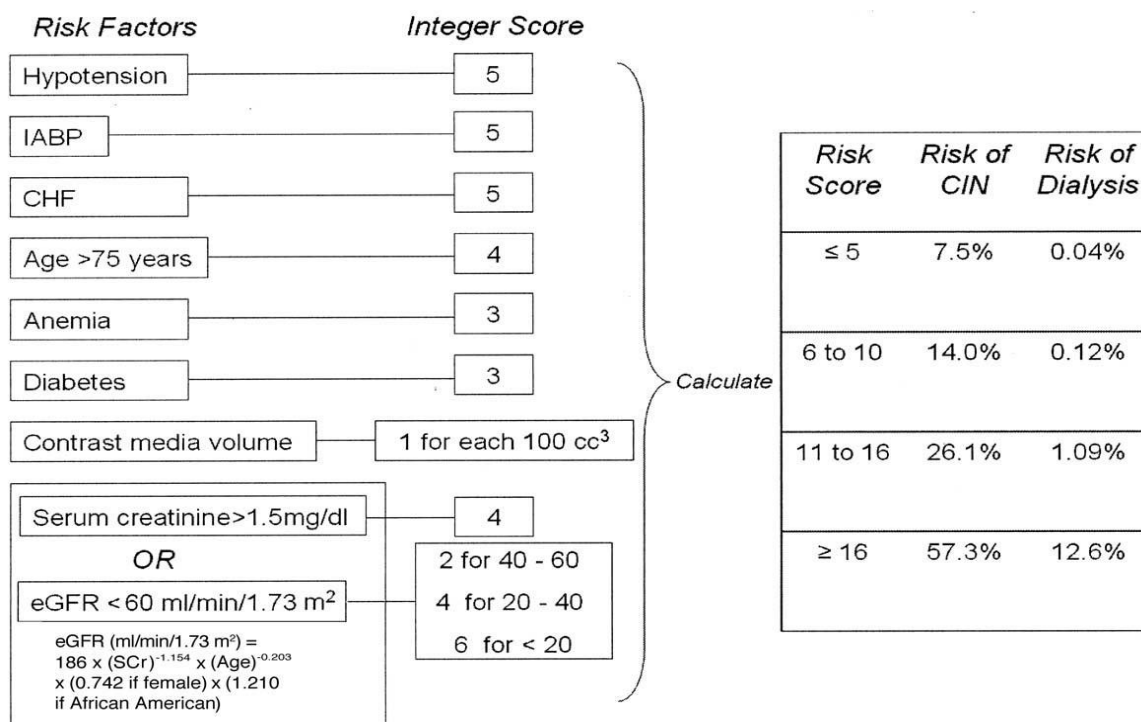 Risk Factors Integer Score
Hypotension 5
IABP 5
CHF 5
Age >75 years 4
Anemia 3
Diabetes 3
Contrast media volume 1 for each 100 cc³
Serum creatinine>1.5mg/dl 4
OR
eGFR <60 ml/min/1.73 m²
2 for 40 - 60
4 for 20 - 40
6 for < 20
eGFR (ml/min/1.73 m²) =
186 x (SCr)⁻¹·¹⁵⁴ x (Age)⁻⁰·²⁰³
x (0.742 if female) x (1.210
if African American)
Calculate
Risk Score Risk of CIN Risk of Dialysis
≤ 5 7.5% 0.04%
6 to 10 14.0% 0.12%
11 to 16 26.1% 1.09%
≥ 16 57.3% 12.6%